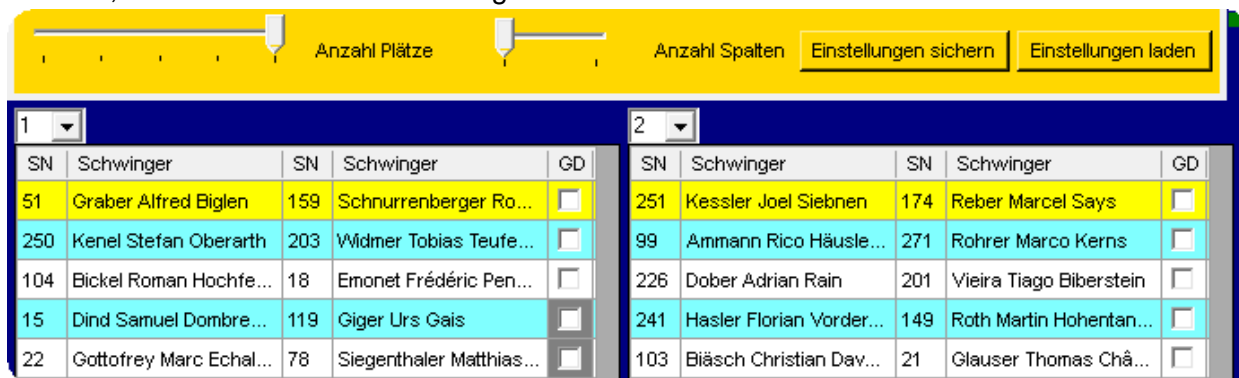 Anzahl Plätze Anzahl Spalten Einstellungen sichern Einstellungen laden
1 2
SN Schwinger SN Schwinger GD SN Schwinger SN Schwinger GD
51 Graber Alfred Biglen 159 Schnurrenberger Ro... 251 Kessler Joel Siebnen 174 Reber Marcel Says
250 Kenel Stefan Oberarth 203 Widmer Tobias Teufe... 99 Ammann Rico Häusle... 271 Rohrer Marco Kerns
104 Bickel Roman Hochfe... 18 Emonet Frédéric Pen... 226 Dober Adrian Rain 201 Vieira Tiago Biberstein
15 Dind Samuel Dombre... 119 Giger Urs Gais 241 Hasler Florian Vorder... 149 Roth Martin Hohentan...
22 Gottofrey Marc Echal... 78 Siegenthaler Matthias... 103 Biäsch Christian Dav... 21 Glauser Thomas Châ...